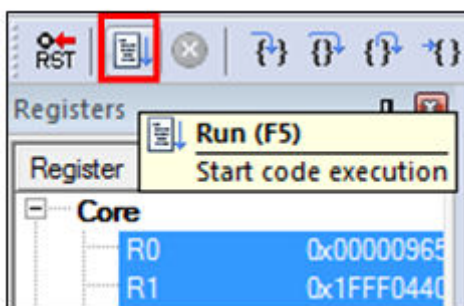 RST
{} {} {} {}
Registers
Run (F5)
Start code execution
Register
Core
R0 0x00000965
R1 0x1FFF0440